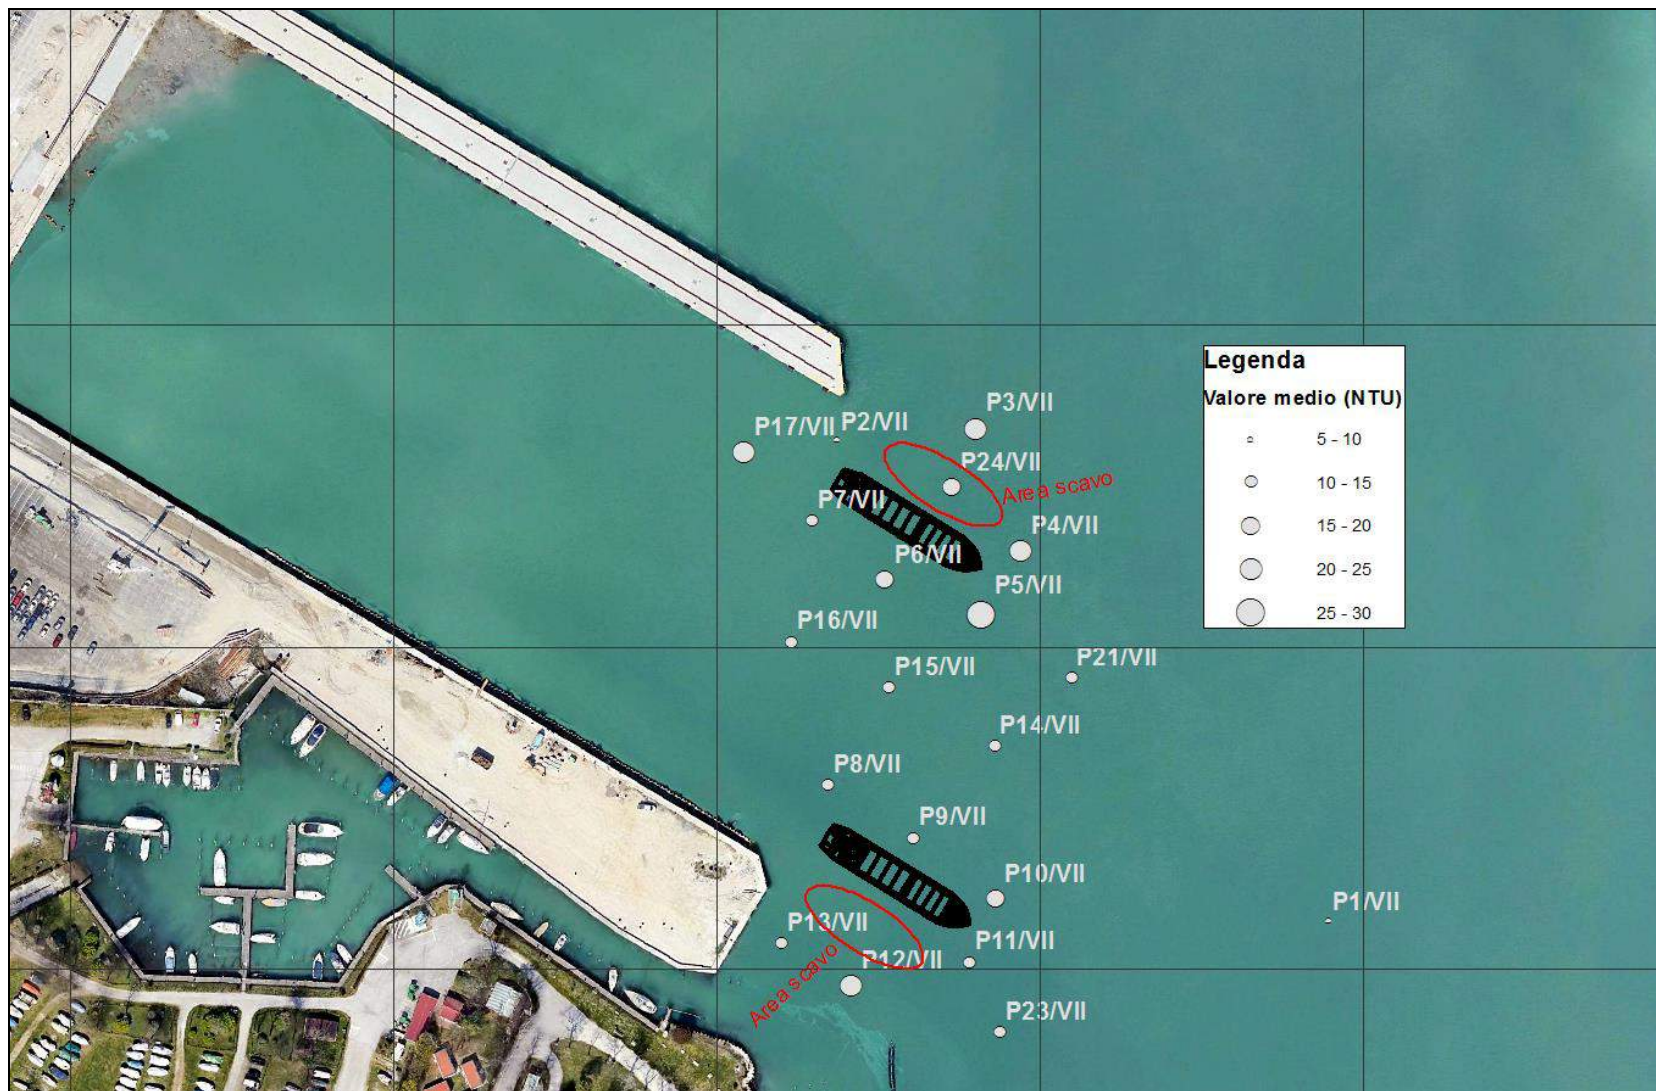 Legenda
Valore medio (NTU)
5 - 10
10 - 15
15 - 20
20 - 25
25 - 30
P3/VII
P17/VII
P2/VII
P24/VII
Area scavo
P7/VII
P4/VII
P6/VII
P5/VII
P16/VII
P15/VII
P21/VII
P14/VII
P8/VII
P9/VII
P10/VII
P1/VII
P13/VII
P11/VII
P12/VII
Area scavo
P23/VII